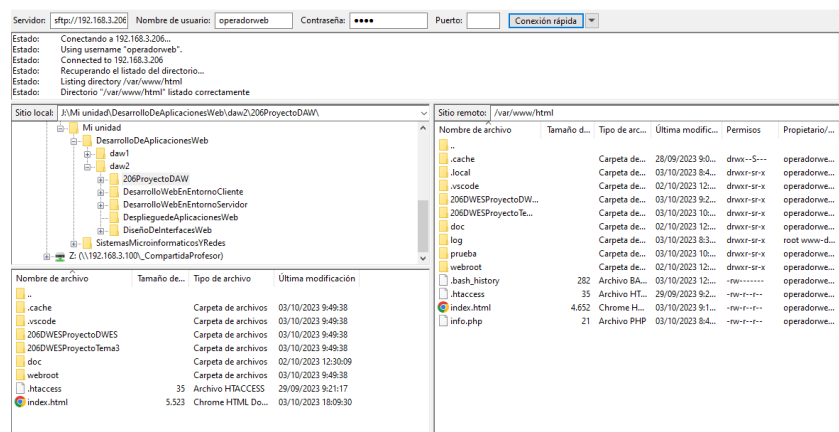 Servidor: sftp://192.168.3.206 Nombre de usuario: operadorweb Contraseña: ●●●● Puerto: Conexión rápida
Estado: Conectando a 192.168.3.206...
Estado: Using username "operadorweb".
Estado: Connected to 192.168.3.206
Estado: Recuperando el listado del directorio...
Estado: Listing directory /var/www/html
Estado: Directorio "/var/www/html" listado correctamente
Sitio local: J:\Mi unidad\DesarrolloDeAplicacionesWeb\daw2\206ProyectoDAW\
Mi unidad
DesarrolloDeAplicacionesWeb
daw1
daw2
206ProyectoDAW
DesarrolloWebEnEntornoCliente
DesarrolloWebEnEntornoServidor
DespliegueDeAplicacionesWeb
DiseñoDeInterfacesWeb
SistemasMicroinformaticosYRedes
Z: (\\192.168.3.100\_CompartidaProfesor)
Nombre de archivo Tamaño de... Tipo de archivo Última modificación
..
.cache Carpeta de archivos 03/10/2023 9:49:38
.vscode Carpeta de archivos 03/10/2023 9:49:38
206DWESProyectoDWES Carpeta de archivos 03/10/2023 9:49:38
206DWESProyectoTema3 Carpeta de archivos 03/10/2023 9:49:38
doc Carpeta de archivos 02/10/2023 12:30:09
webroot Carpeta de archivos 03/10/2023 9:49:38
.htaccess 35 Archivo HTACCESS 29/09/2023 9:21:17
index.html 5.523 Chrome HTML Do... 03/10/2023 18:09:30
Sitio remoto: /var/www/html
Nombre de archivo Tamaño d... Tipo de arc... Última modific... Permisos Propietario/...
..
.cache Carpeta de... 28/09/2023 9:0... drwx--S--- operadorwe...
.local Carpeta de... 03/10/2023 8:4... drwxr-sr-x operadorwe...
.vscode Carpeta de... 02/10/2023 12:... drwxr-sr-x operadorwe...
206DWESProyectoDW... Carpeta de... 03/10/2023 9:2... drwxr-sr-x operadorwe...
206DWESProyectoTe... Carpeta de... 03/10/2023 10:... drwxr-sr-x operadorwe...
doc Carpeta de... 02/10/2023 12:... drwxr-sr-x operadorwe...
log Carpeta de... 03/10/2023 8:3... drwxr-sr-x root www-d...
prueba Carpeta de... 03/10/2023 10:... drwxr-sr-x operadorwe...
webroot Carpeta de... 02/10/2023 12:... drwxr-sr-x operadorwe...
.bash_history 282 Archivo BA... 03/10/2023 12:... -rw------- operadorwe...
.htaccess 35 Archivo HT... 29/09/2023 9:2... -rw-r--r-- operadorwe...
index.html 4.652 Chrome H... 03/10/2023 9:1... -rw-r--r-- operadorwe...
info.php 21 Archivo PHP 03/10/2023 8:4... -rw-r--r-- operadorwe...